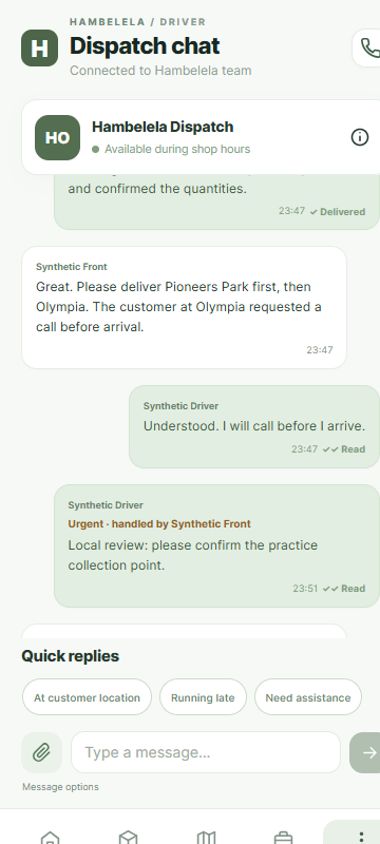 HAMBELELA / DRIVER
H
Dispatch chat
Connected to Hambelela team
HO
Hambelela Dispatch
Available during shop hours
and confirmed the quantities.
23:47 ✓ Delivered
Synthetic Front
Great. Please deliver Pioneers Park first, then
Olympia. The customer at Olympia requested a
call before arrival.
23:47
Synthetic Driver
Understood. I will call before I arrive.
23:47 ✓✓ Read
Synthetic Driver
Urgent · handled by Synthetic Front
Local review: please confirm the practice
collection point.
23:51 ✓✓ Read
Quick replies
At customer location
Running late
Need assistance
Type a message...
Message options